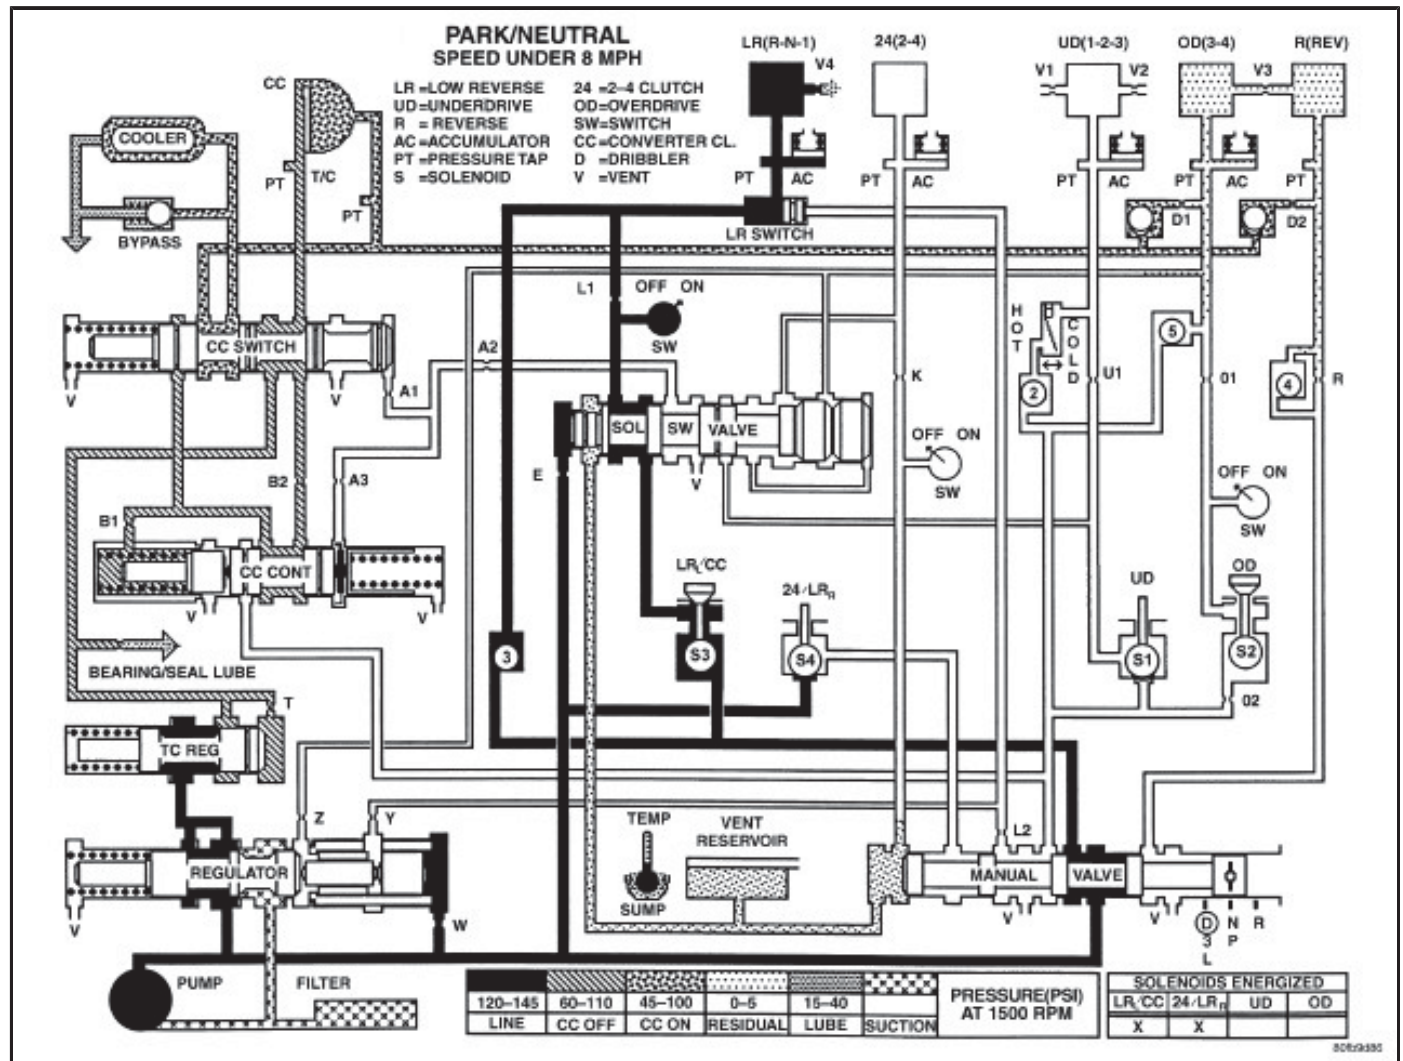 PARK/NEUTRAL
SPEED UNDER 8 MPH
LR =LOW REVERSE 24 =2–4 CLUTCH
UD =UNDERDRIVE OD=OVERDRIVE
R = REVERSE SW=SWITCH
AC=ACCUMULATOR CC=CONVERTER CL.
PT =PRESSURE TAP D =DRIBBLER
S =SOLENOID V =VENT
LR(R-N-1) 24(2-4) UD(1-2-3) OD(3-4) R(REV)
V4 V1 V2 V3
CC
COOLER
PT T/C
PT
BYPASS
PT AC PT AC PT AC PT AC PT
D1 D2
LR SWITCH
L1 OFF ON
SW
HOT
COLD
5
CC SWITCH
A2
V V A1
K
2
U1
O1
4
R
SOL SW VALVE
V
E
OFF ON
SW
OFF ON
SW
B2 A3
B1
CC CONT
V V
LR/CC 24/LRR UD OD
3 S3 S4 S1 S2
BEARING/SEAL LUBE
T
02
TC REG
Z Y
TEMP
VENT
RESERVOIR
L2
REGULATOR
SUMP
MANUAL VALVE
V V V
W
D N R
3 P
L
PUMP FILTER
120–145 60–110 45–100 0–5 15–40
LINE CC OFF CC ON RESIDUAL LUBE SUCTION
PRESSURE(PSI)
AT 1500 RPM
SOLENOIDS ENERGIZED
LR/CC 24/LRR UD OD
X X
80fb9d86